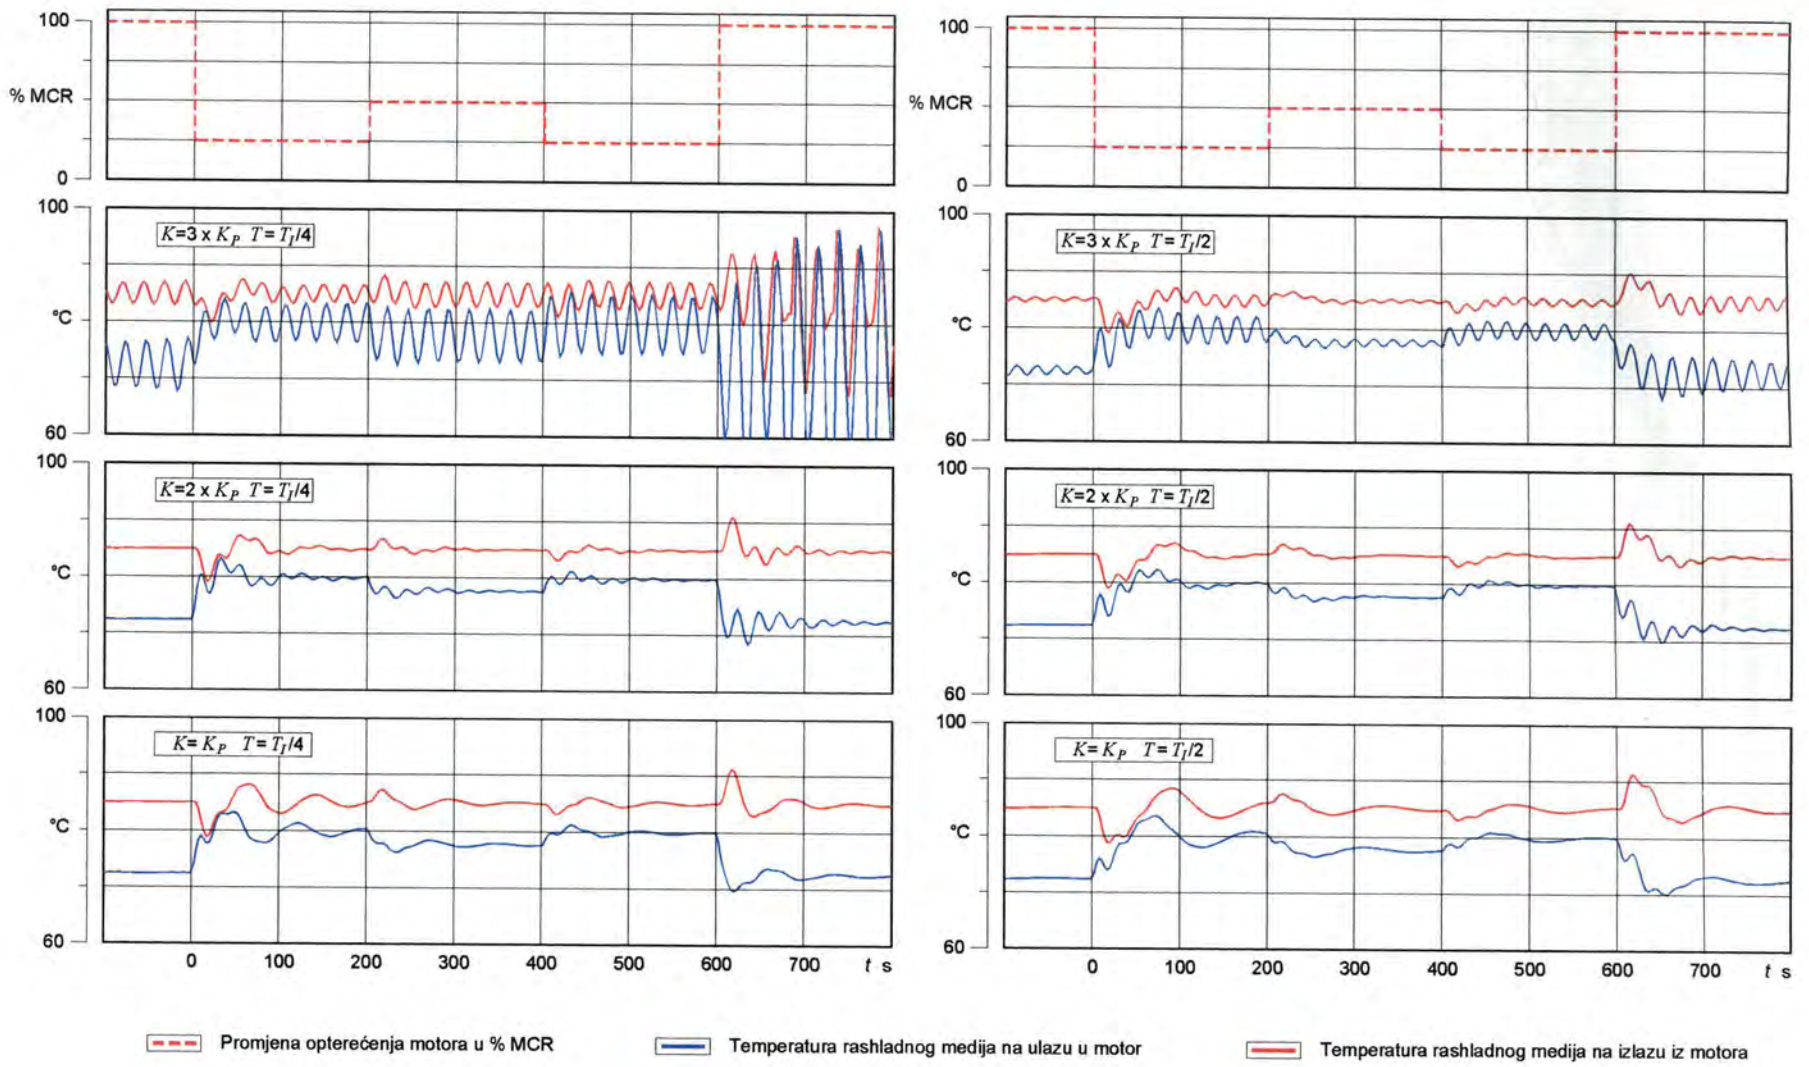 100
% MCR
0
100
K=3 x K_P T=T_I/4
°C
60
100
K=2 x K_P T=T_I/4
°C
60
100
K=K_P T=T_I/4
°C
60
0 100 200 300 400 500 600 700 t s
100
% MCR
0
100
K=3 x K_P T=T_I/2
°C
60
100
K=2 x K_P T=T_I/2
°C
60
100
K=K_P T=T_I/2
°C
60
0 100 200 300 400 500 600 700 t s
Promjena opterećenja motora u % MCR
Temperatura rashladnog medija na ulazu u motor
Temperatura rashladnog medija na izlazu iz motora